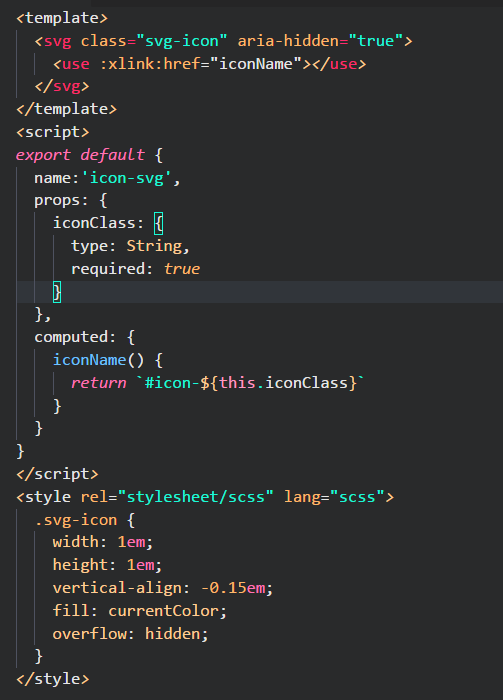 <template>
  <svg class="svg-icon" aria-hidden="true">
    <use :xlink:href="iconName"></use>
  </svg>
</template>
<script>
export default {
  name:'icon-svg',
  props: {
    iconClass: {
      type: String,
      required: true
    }
  },
  computed: {
    iconName() {
      return `#icon-${this.iconClass}`
    }
  }
}
</script>
<style rel="stylesheet/scss" lang="scss">
  .svg-icon {
    width: 1em;
    height: 1em;
    vertical-align: -0.15em;
    fill: currentColor;
    overflow: hidden;
  }
</style>